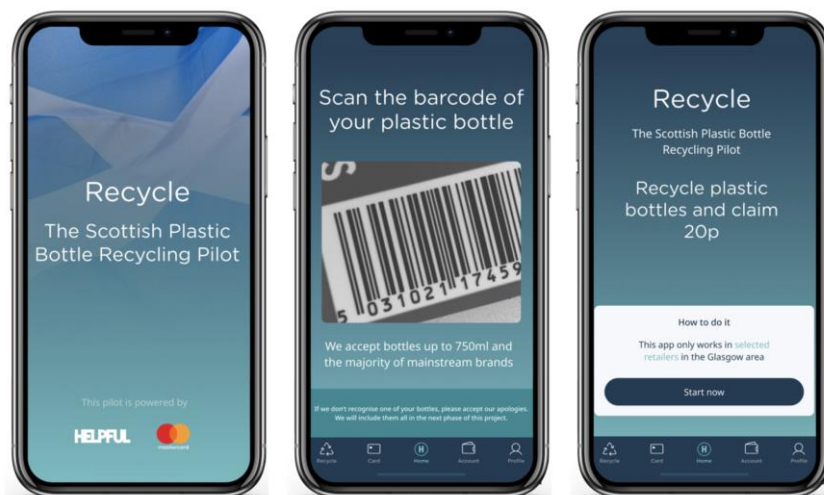 Recycle
The Scottish Plastic
Bottle Recycling Pilot
This pilot is powered by
HELPFUL
mastercard
Scan the barcode of
your plastic bottle
S
5 031021 17459
We accept bottles up to 750ml and
the majority of mainstream brands
If we don't recognise one of your bottles, please accept our apologies.
We will include them all in the next phase of this project.
Recycle
Card
H
Home
Account
Profile
Recycle
The Scottish Plastic Bottle
Recycling Pilot
Recycle plastic
bottles and claim
20p
How to do it
This app only works in selected
retailers in the Glasgow area
Start now
Recycle
Card
H
Home
Account
Profile